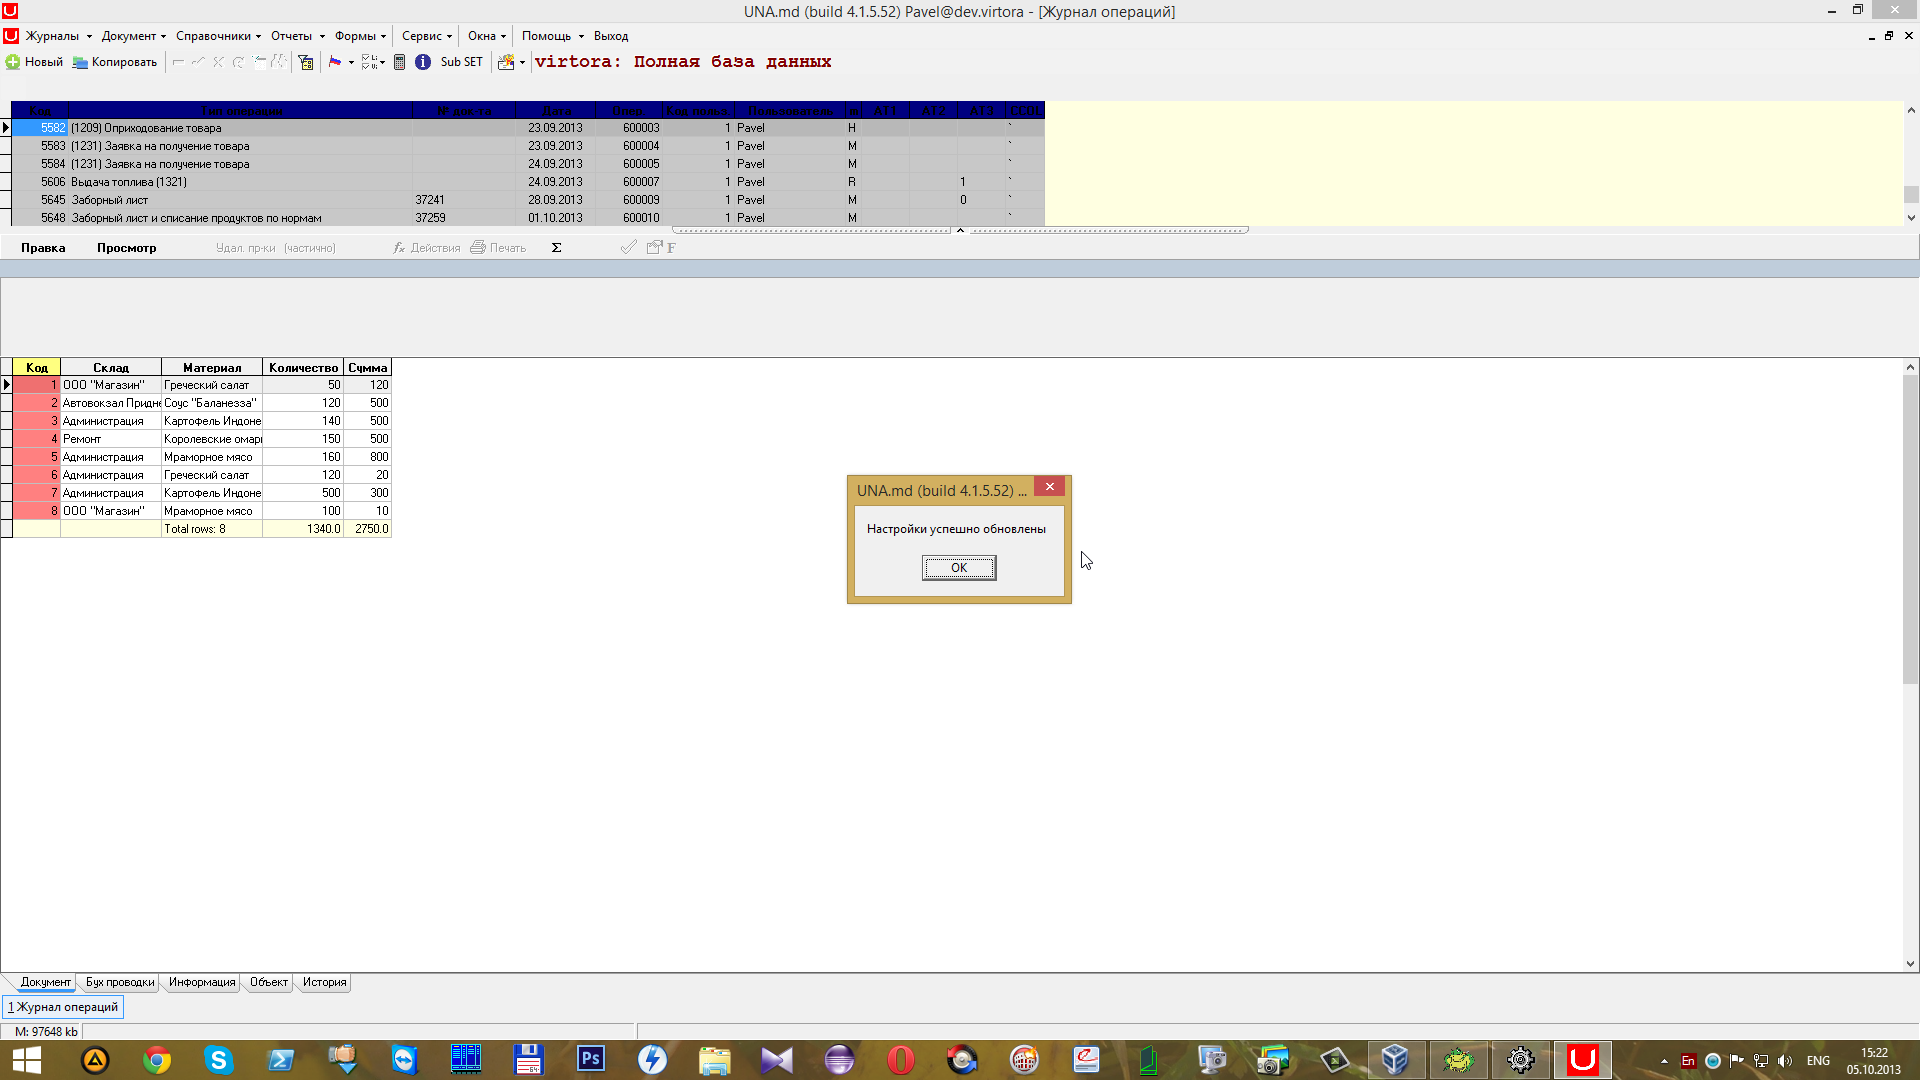 UNA.md (build 4.1.5.52) Pavel@dev.virtora - [Журнал операций]
Журналы Документ Справочники Отчеты Формы Сервис Окна Помощь Выход
Новый Копировать Sub SET virtora: Полная база данных
Код Тип операции № док-та Дата Опер. Код польз. Пользователь m AT1 AT2 AT3
5582 (1209) Оприходование товара 23.09.2013 600003 1 Pavel H `
5583 (1231) Заявка на получение товара 23.09.2013 600004 1 Pavel M `
5584 (1231) Заявка на получение товара 24.09.2013 600005 1 Pavel M `
5606 Выдача топлива (1321) 24.09.2013 600007 1 Pavel R 1 `
5645 Заборный лист 37241 28.09.2013 600009 1 Pavel M 0 `
5648 Заборный лист и списание продуктов по нормам 37259 01.10.2013 600010 1 Pavel M `
Правка Просмотр Удал. пр-ки (частично) fx Действия Печать Σ F
Код Склад Материал Количество Сумма
1 ООО "Магазин" Греческий салат 50 120
2 Автовокзал Придне Соус "Баланезза" 120 500
3 Администрация Картофель Индоне 140 500
4 Ремонт Королевские омарь 150 500
5 Администрация Мраморное мясо 160 800
6 Администрация Греческий салат 120 20
7 Администрация Картофель Индоне 500 300
8 ООО "Магазин" Мраморное мясо 100 10
Total rows: 8 1340.0 2750.0
UNA.md (build 4.1.5.52) ...
Настройки успешно обновлены
OK
Документ Бух проводки Информация Объект История
1 Журнал операций
M: 97648 kb
64 Ps U En ENG 15:22
05.10.2013